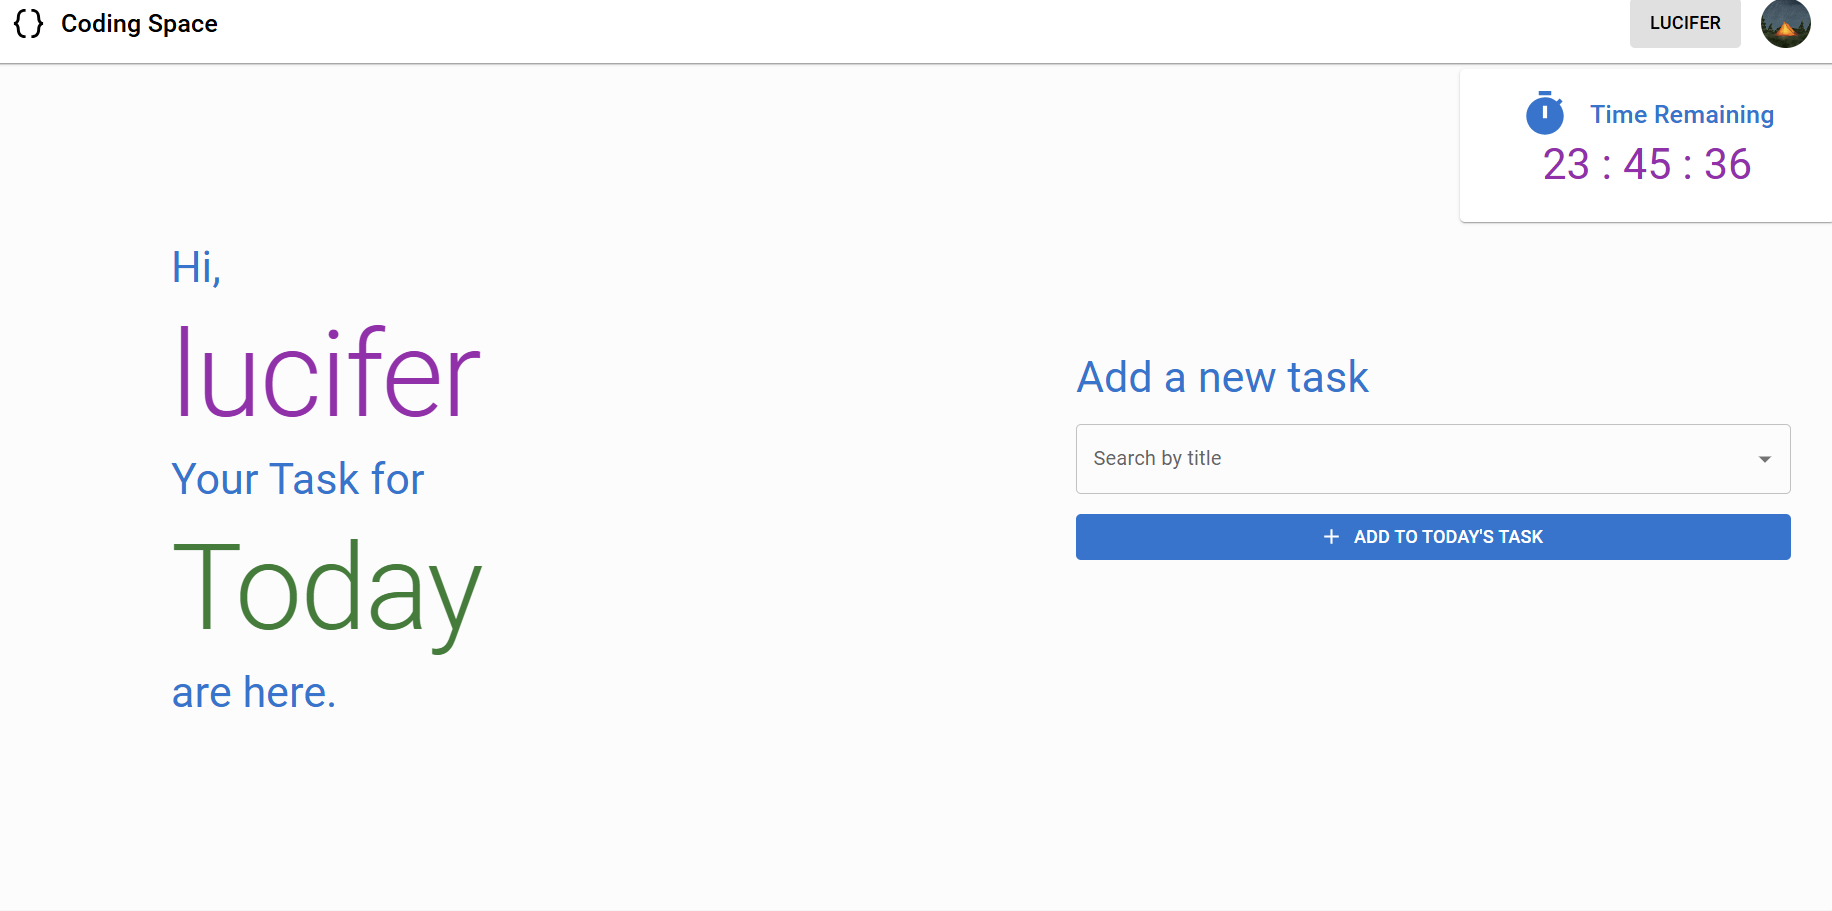 {} Coding Space
LUCIFER
Time Remaining
23 : 45 : 36
Hi,
lucifer
Your Task for
Today
are here.
Add a new task
Search by title
+ ADD TO TODAY'S TASK